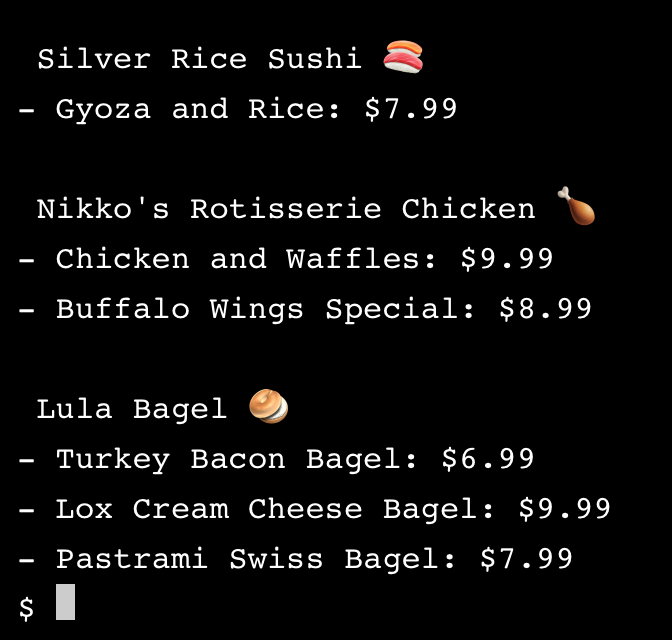 Silver Rice Sushi 🍣
- Gyoza and Rice: $7.99
Nikko's Rotisserie Chicken 🍗
- Chicken and Waffles: $9.99
- Buffalo Wings Special: $8.99
Lula Bagel 🥯
- Turkey Bacon Bagel: $6.99
- Lox Cream Cheese Bagel: $9.99
- Pastrami Swiss Bagel: $7.99
$